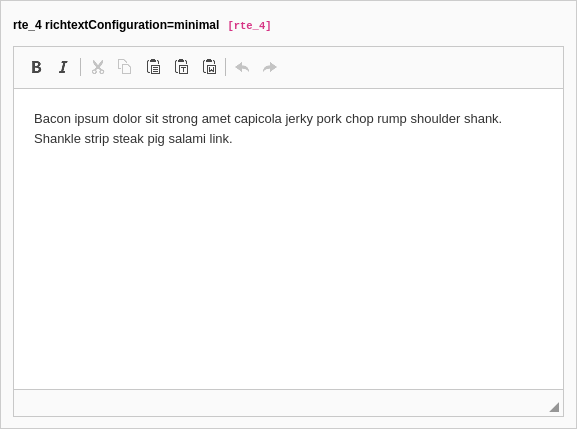 rte_4 richtextConfiguration=minimal [rte_4]
B I
Bacon ipsum dolor sit strong amet capicola jerky pork chop rump shoulder shank.
Shankle strip steak pig salami link.